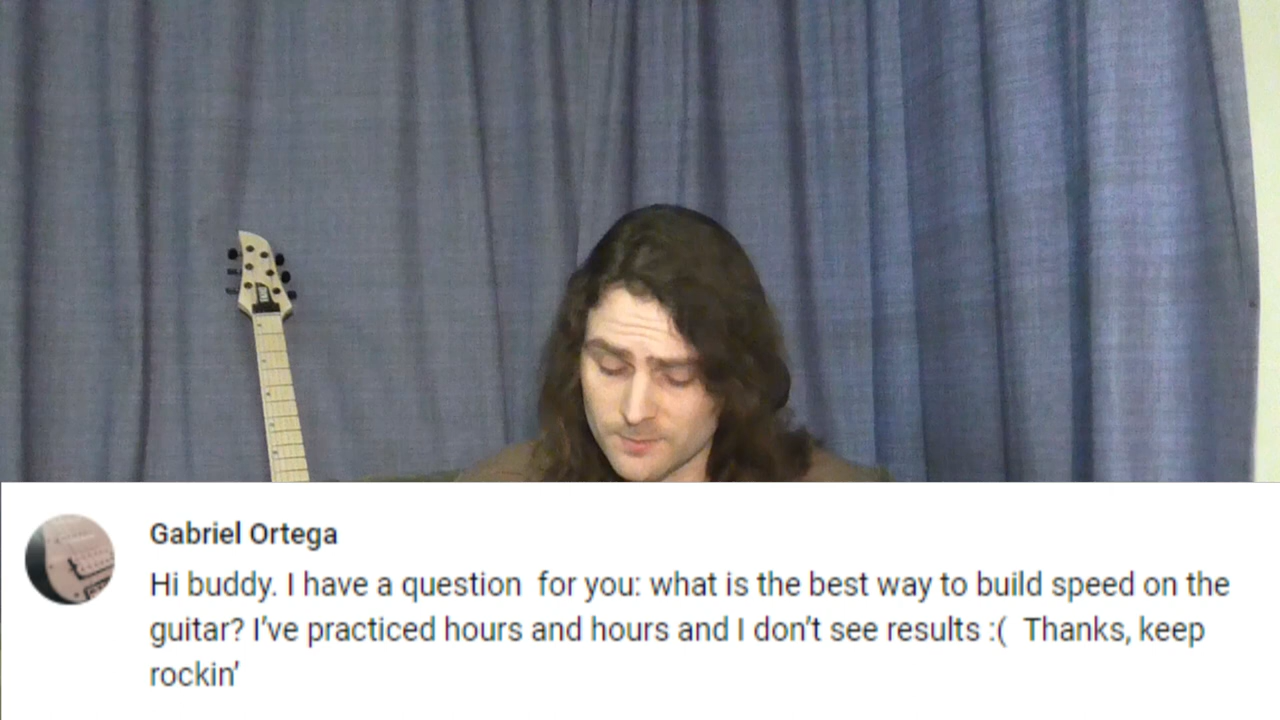 Gabriel Ortega
Hi buddy. I have a question  for you: what is the best way to build speed on the
guitar? I’ve practiced hours and hours and I don’t see results :(  Thanks, keep
rockin’